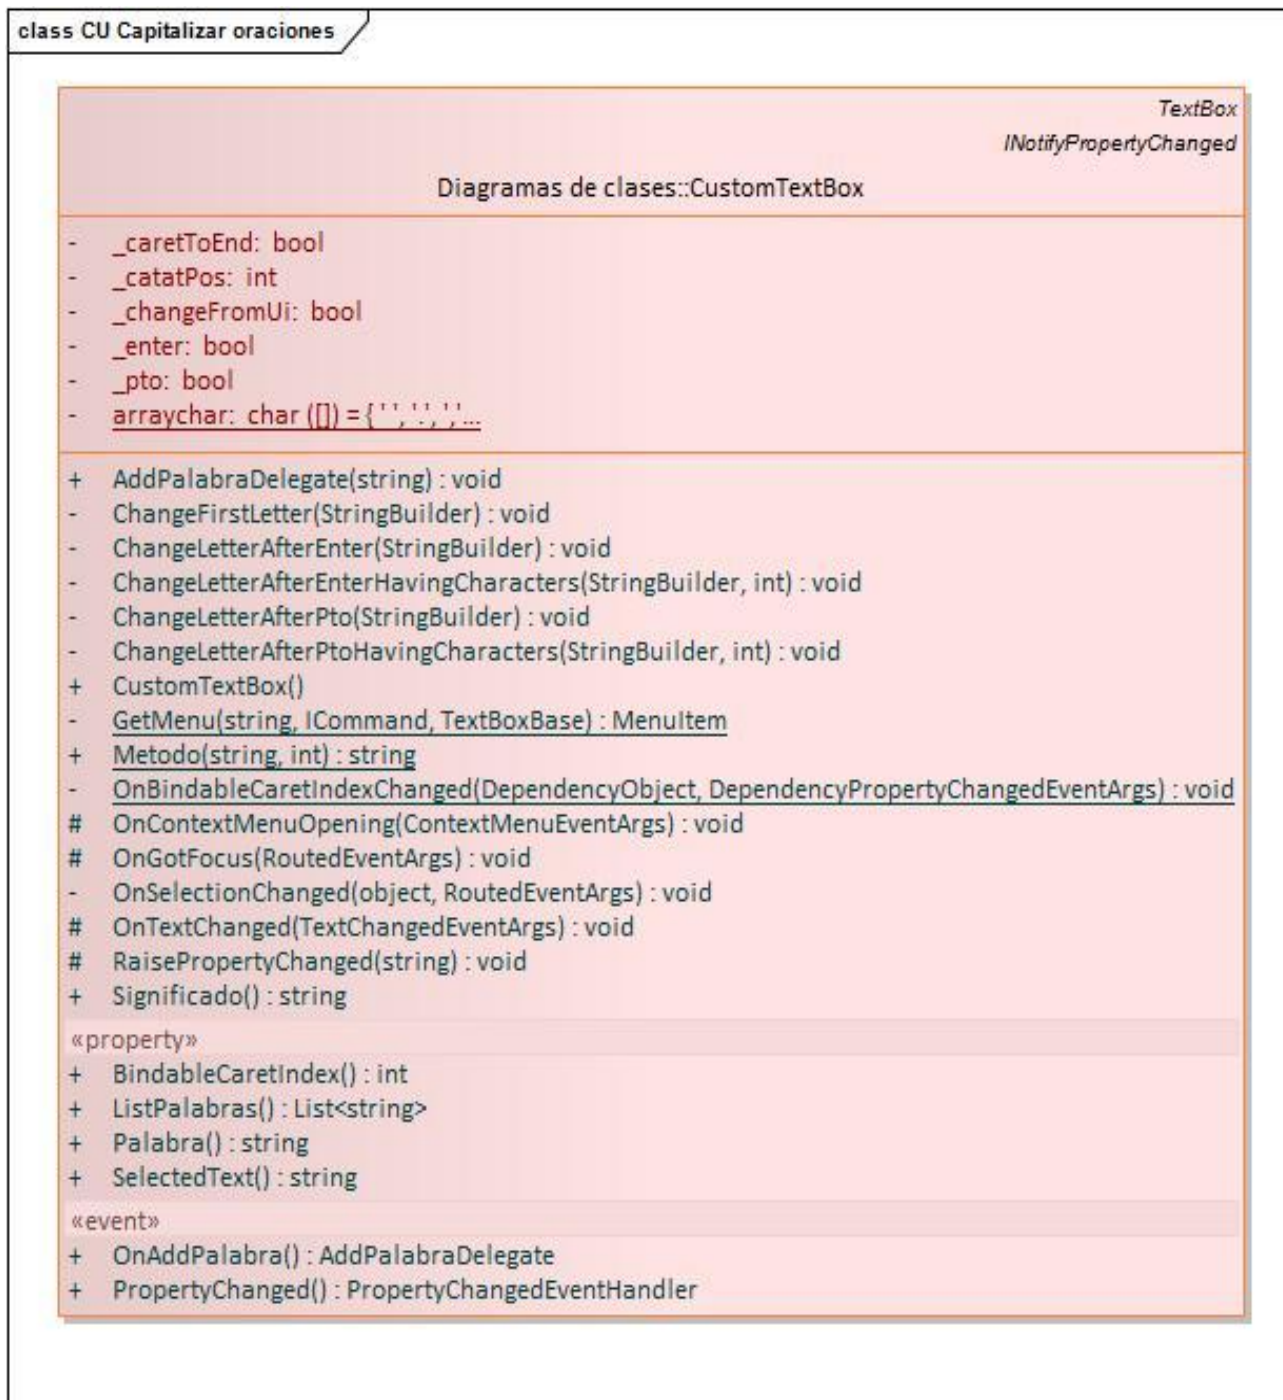 class CU Capitalizar oraciones
TextBox
INotifyPropertyChanged
Diagramas de clases::CustomTextBox
- _caretToEnd: bool
- _catatPos: int
- _changeFromUi: bool
- _enter: bool
- _pto: bool
- arraychar: char ([]) = { ' ', '.', ','...
+ AddPalabraDelegate(string) : void
- ChangeFirstLetter(StringBuilder) : void
- ChangeLetterAfterEnter(StringBuilder) : void
- ChangeLetterAfterEnterHavingCharacters(StringBuilder, int) : void
- ChangeLetterAfterPto(StringBuilder) : void
- ChangeLetterAfterPtoHavingCharacters(StringBuilder, int) : void
+ CustomTextBox()
- GetMenu(string, ICommand, TextBoxBase) : MenuItem
+ Metodo(string, int) : string
- OnBindableCaretIndexChanged(DependencyObject, DependencyPropertyChangedEventArgs) : void
# OnContextMenuOpening(ContextMenuEventArgs) : void
# OnGotFocus(RoutedEventArgs) : void
- OnSelectionChanged(object, RoutedEventArgs) : void
# OnTextChanged(TextChangedEventArgs) : void
# RaisePropertyChanged(string) : void
+ Significado() : string
«property»
+ BindableCaretIndex() : int
+ ListPalabras() : List<string>
+ Palabra() : string
+ SelectedText() : string
«event»
+ OnAddPalabra() : AddPalabraDelegate
+ PropertyChanged() : PropertyChangedEventHandler